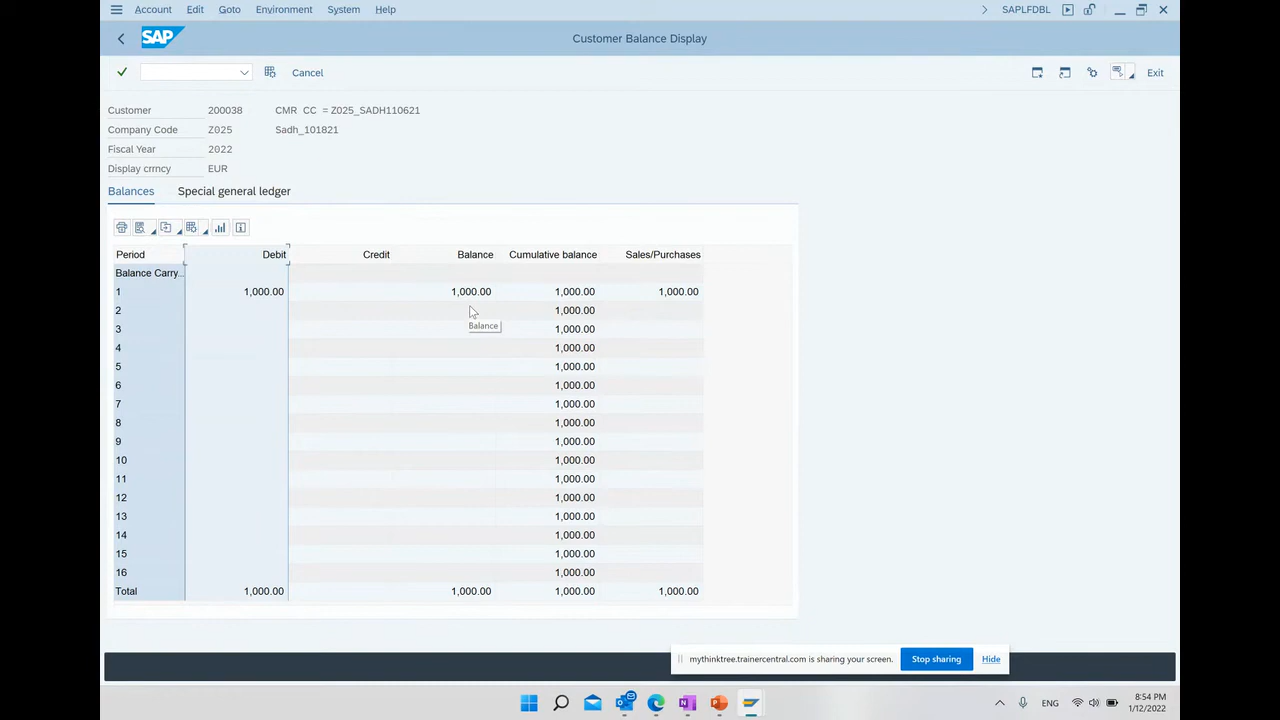 Account Edit Goto Environment System Help SAPLFDBL
SAP Customer Balance Display
Cancel Exit
Customer 200038 CMR CC = Z025_SADH110621
Company Code Z025 Sadh_101821
Fiscal Year 2022
Display crrncy EUR
Balances Special general ledger
Period Debit Credit Balance Cumulative balance Sales/Purchases
Balance Carry...
1 1,000.00 1,000.00 1,000.00 1,000.00
2 1,000.00
Balance
3 1,000.00
4 1,000.00
5 1,000.00
6 1,000.00
7 1,000.00
8 1,000.00
9 1,000.00
10 1,000.00
11 1,000.00
12 1,000.00
13 1,000.00
14 1,000.00
15 1,000.00
16 1,000.00
Total 1,000.00 1,000.00 1,000.00 1,000.00
mythinktree.trainercentral.com is sharing your screen. Stop sharing Hide
ENG 8:54 PM
1/12/2022